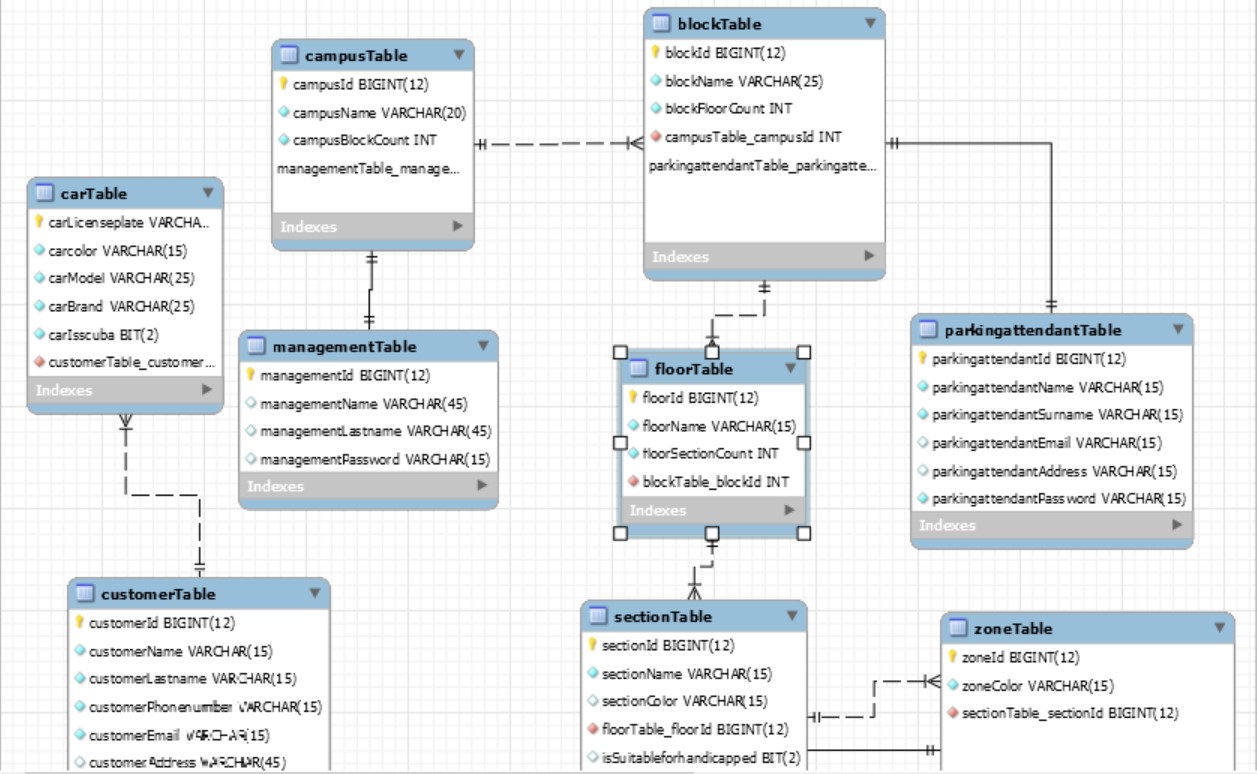 campusTable
campusId BIGINT(12)
campusName VARCHAR(20)
campusBlockCount INT
managementTable_manage...
Indexes
blockTable
blockId BIGINT(12)
blockName VARCHAR(25)
blockFloorCount INT
campusTable_campusId INT
parkingattendantTable_parkingatte...
Indexes
carTable
carLicenseplate VARCHA...
carcolor VARCHAR(15)
carModel VARCHAR(25)
carBrand VARCHAR(25)
carIsscuba BIT(2)
customerTable_customer...
Indexes
managementTable
managementId BIGINT(12)
managementName VARCHAR(45)
managementLastname VARCHAR(45)
managementPassword VARCHAR(15)
Indexes
floorTable
floorId BIGINT(12)
floorName VARCHAR(15)
floorSectionCount INT
blockTable_blockId INT
Indexes
parkingattendantTable
parkingattendantId BIGINT(12)
parkingattendantName VARCHAR(15)
parkingattendantSurname VARCHAR(15)
parkingattendantEmail VARCHAR(15)
parkingattendantAddress VARCHAR(15)
parkingattendantPassword VARCHAR(15)
Indexes
customerTable
customerId BIGINT(12)
customerName VARCHAR(15)
customerLastname VARCHAR(15)
customerPhonenumber VARCHAR(15)
customerEmail VARCHAR(15)
customerAddress VARCHAR(45)
sectionTable
sectionId BIGINT(12)
sectionName VARCHAR(15)
sectionColor VARCHAR(15)
floorTable_floorId BIGINT(12)
isSuitableforhandicapped BIT(2)
zoneTable
zoneId BIGINT(12)
zoneColor VARCHAR(15)
sectionTable_sectionId BIGINT(12)